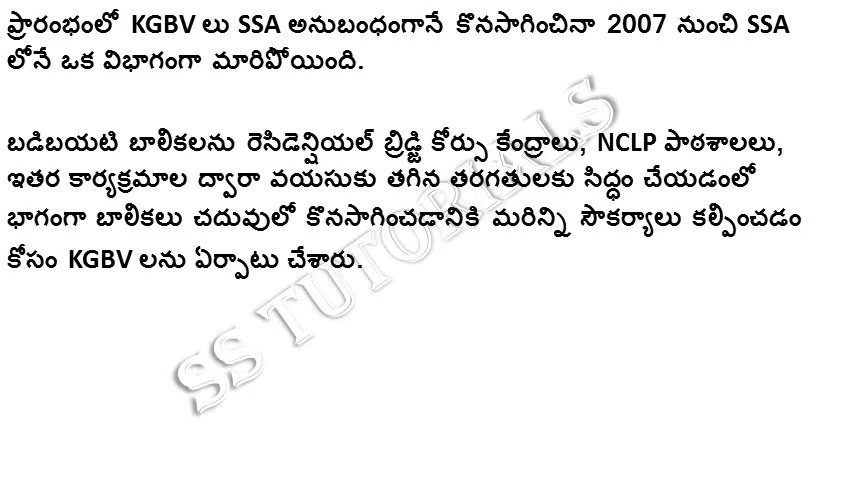 ప్రారంభంలో KGBV లు SSA అనుబంధంగానే కొనసాగించినా 2007 నుంచి SSA
లోనే ఒక విభాగంగా మారిపోయింది.
బడిబయటి బాలికలను రెసిడెన్షియల్ బ్రిడ్జి కోర్సు కేంద్రాలు, NCLP పాఠశాలలు,
ఇతర కార్యక్రమాల ద్వారా వయసుకు తగిన తరగతులకు సిద్ధం చేయడంలో
భాగంగా బాలికలు చదువులో కొనసాగించడానికి మరిన్ని సౌకర్యాలు కల్పించడం
కోసం KGBV లను ఏర్పాటు చేశారు.
SS TUTORIALS